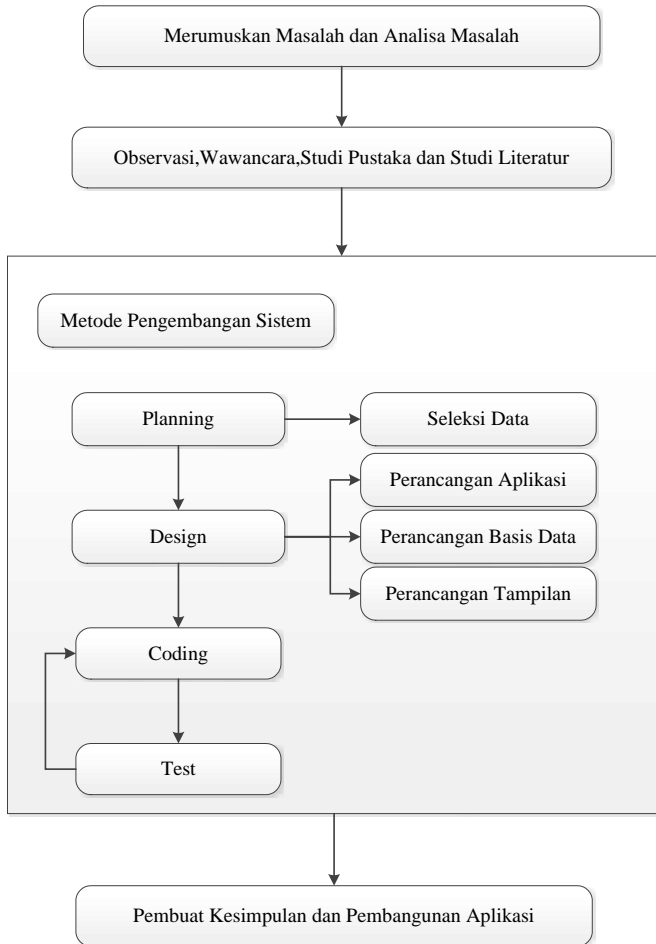 Merumuskan Masalah dan Analisa Masalah
Observasi,Wawancara,Studi Pustaka dan Studi Literatur
Metode Pengembangan Sistem
Planning
Seleksi Data
Perancangan Aplikasi
Design
Perancangan Basis Data
Perancangan Tampilan
Coding
Test
Pembuat Kesimpulan dan Pembangunan Aplikasi